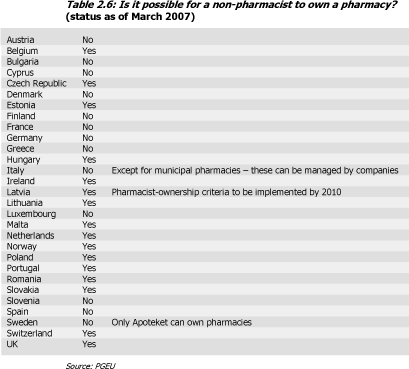 Table 2.6: Is it possible for a non-pharmacist to own a pharmacy?
(status as of March 2007)
Austria No
Belgium Yes
Bulgaria No
Cyprus No
Czech Republic Yes
Denmark No
Estonia Yes
Finland No
France No
Germany No
Greece No
Hungary Yes
Italy No Except for municipal pharmacies – these can be managed by companies
Ireland Yes
Latvia Yes Pharmacist-ownership criteria to be implemented by 2010
Lithuania Yes
Luxembourg No
Malta Yes
Netherlands Yes
Norway Yes
Poland Yes
Portugal Yes
Romania Yes
Slovakia Yes
Slovenia No
Spain No
Sweden No Only Apoteket can own pharmacies
Switzerland Yes
UK Yes
Source: PGEU